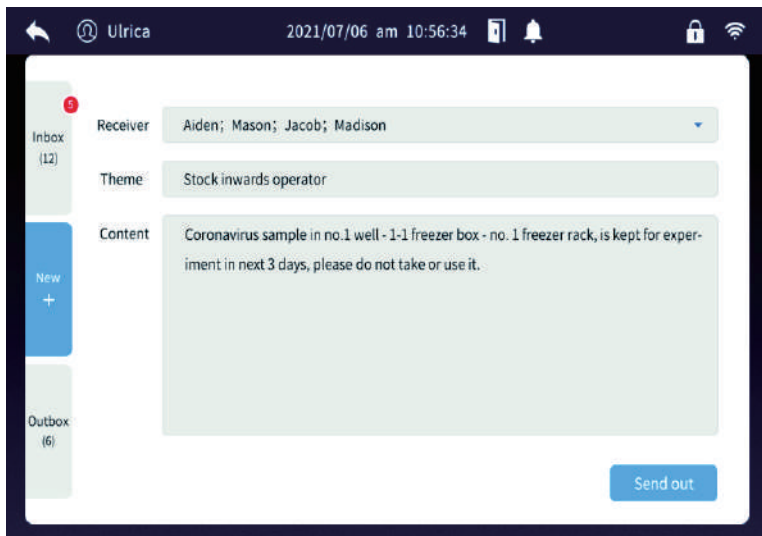 Ulrica 2021/07/06 am 10:56:34
5
Inbox
(12)
Receiver Aiden; Mason; Jacob; Madison
Theme Stock inwards operator
Content Coronavirus sample in no.1 well - 1-1 freezer box - no. 1 freezer rack, is kept for exper-
iment in next 3 days, please do not take or use it.
New
+
Outbox
(6)
Send out